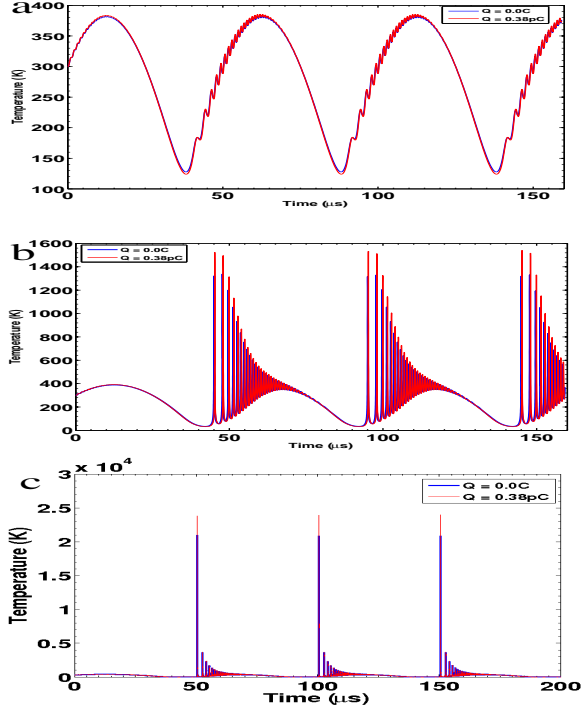 a
400
350
300
250
200
150
100
Temperature (K)
Q = 0.0C
Q = 0.38pC
0 50 100 150
Time (μs)
b
1600
1400
1200
1000
800
600
400
200
0
Temperature (K)
Q = 0.0C
Q = 0.38pC
0 50 100 150
Time (μs)
c
x 10⁴
3
2.5
2
1.5
1
0.5
0
Temperature (K)
Q = 0.0C
Q = 0.38pC
0 50 100 150 200
Time (μs)